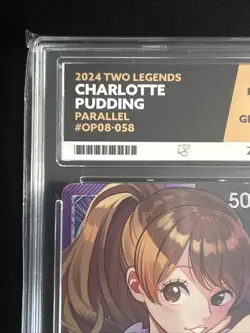 2024 TWO LEGENDS
CHARLOTTE
PUDDING
PARALLEL
#OP08-058
50